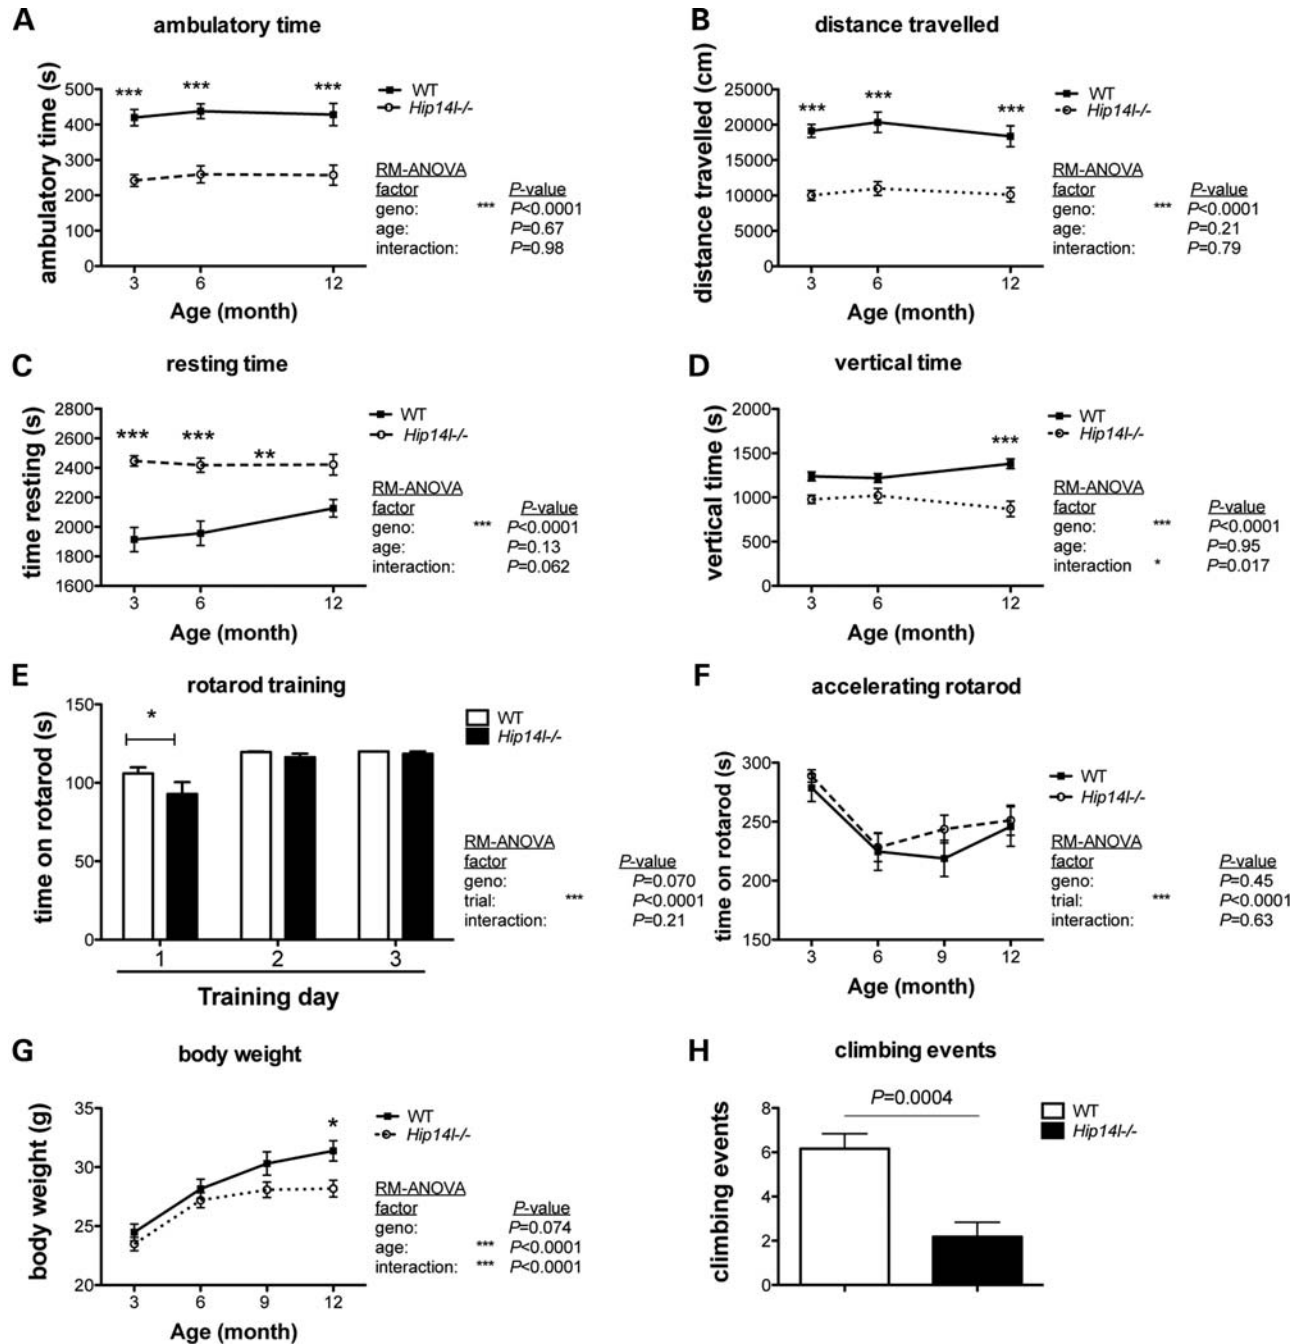 A
ambulatory time
ambulatory time (s)
500
400
300
200
100
0
***
***
***
3
6
12
Age (month)
WT
Hip14l-/-
RM-ANOVA
factor P-value
geno: *** P<0.0001
age: P=0.67
interaction: P=0.98
B
distance travelled
distance travelled (cm)
25000
20000
15000
10000
5000
0
***
***
***
3
6
12
Age (month)
WT
Hip14l-/-
RM-ANOVA
factor P-value
geno: *** P<0.0001
age: P=0.21
interaction: P=0.79
C
resting time
time resting (s)
2800
2600
2400
2200
2000
1800
1600
***
***
**
3
6
12
Age (month)
WT
Hip14l-/-
RM-ANOVA
factor P-value
geno: *** P<0.0001
age: P=0.13
interaction: P=0.062
D
vertical time
vertical time (s)
2000
1500
1000
500
0
***
3
6
12
Age (month)
WT
Hip14l-/-
RM-ANOVA
factor P-value
geno: *** P<0.0001
age: P=0.95
interaction * P=0.017
E
rotarod training
time on rotarod (s)
150
100
50
0
*
1
2
3
Training day
WT
Hip14l-/-
RM-ANOVA
factor P-value
geno: P=0.070
trial: *** P<0.0001
interaction: P=0.21
F
accelerating rotarod
time on rotarod (s)
300
250
200
150
3
6
9
12
Age (month)
WT
Hip14l-/-
RM-ANOVA
factor P-value
geno: P=0.45
trial: *** P<0.0001
interaction: P=0.63
G
body weight
body weight (g)
35
30
25
20
*
3
6
9
12
Age (month)
WT
Hip14l-/-
RM-ANOVA
factor P-value
geno: P=0.074
age: *** P<0.0001
interaction: *** P<0.0001
H
climbing events
climbing events
8
6
4
2
0
P=0.0004
WT
Hip14l-/-